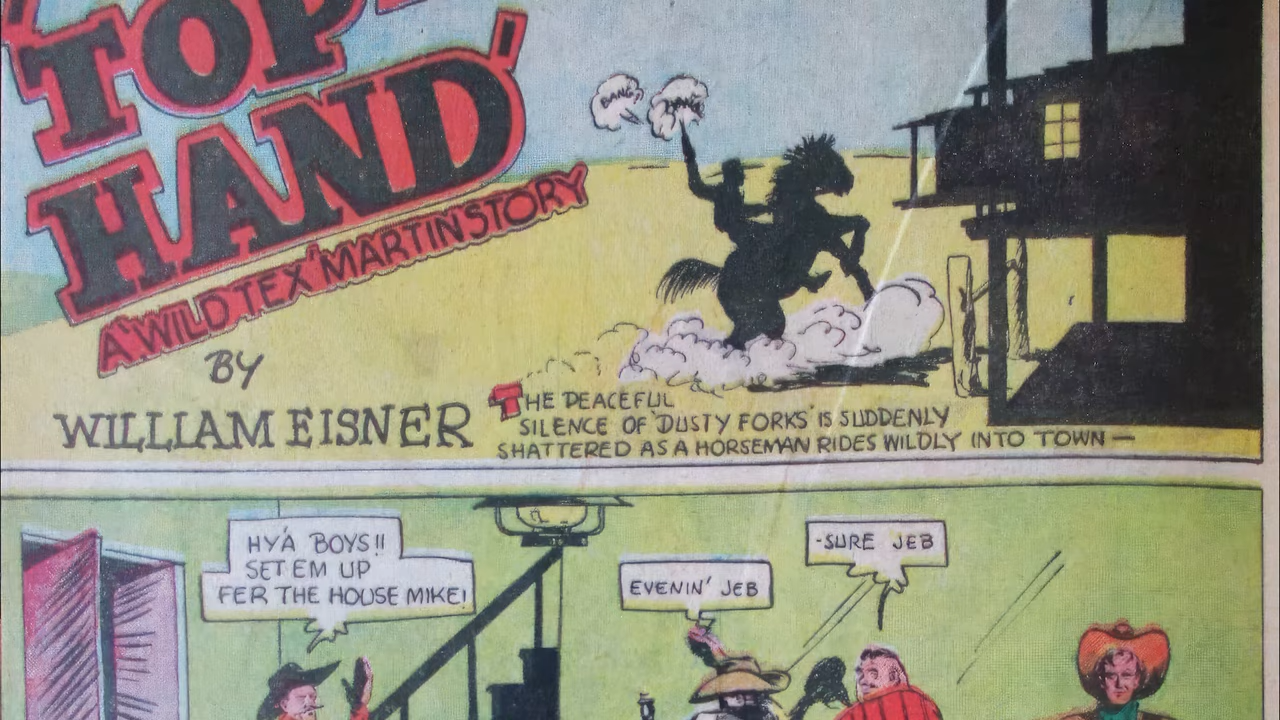 TOP
HAND'
A 'WILD TEX' MARTIN STORY
BY
WILLIAM EISNER
BANG!
BANG!
THE PEACEFUL
SILENCE OF 'DUSTY FORKS' IS SUDDENLY
SHATTERED AS A HORSEMAN RIDES WILDLY INTO TOWN —
HY'A BOYS!!
SET EM UP
FER THE HOUSE MIKE!
EVENIN' JEB
-SURE JEB